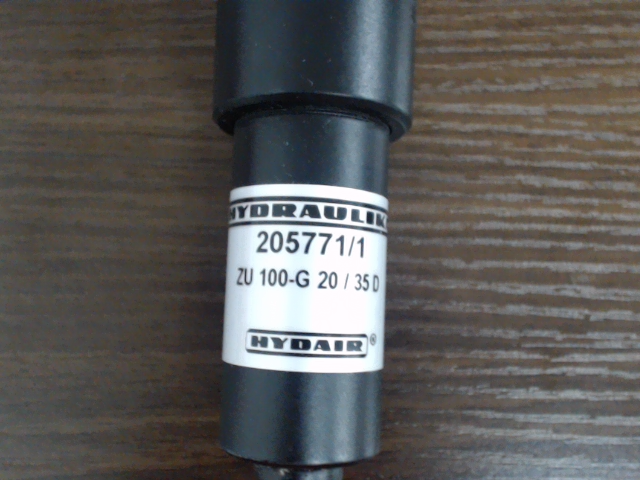 HYDRAULIK
205771/1
ZU 100-G 20 / 35 D
HYDAIR®